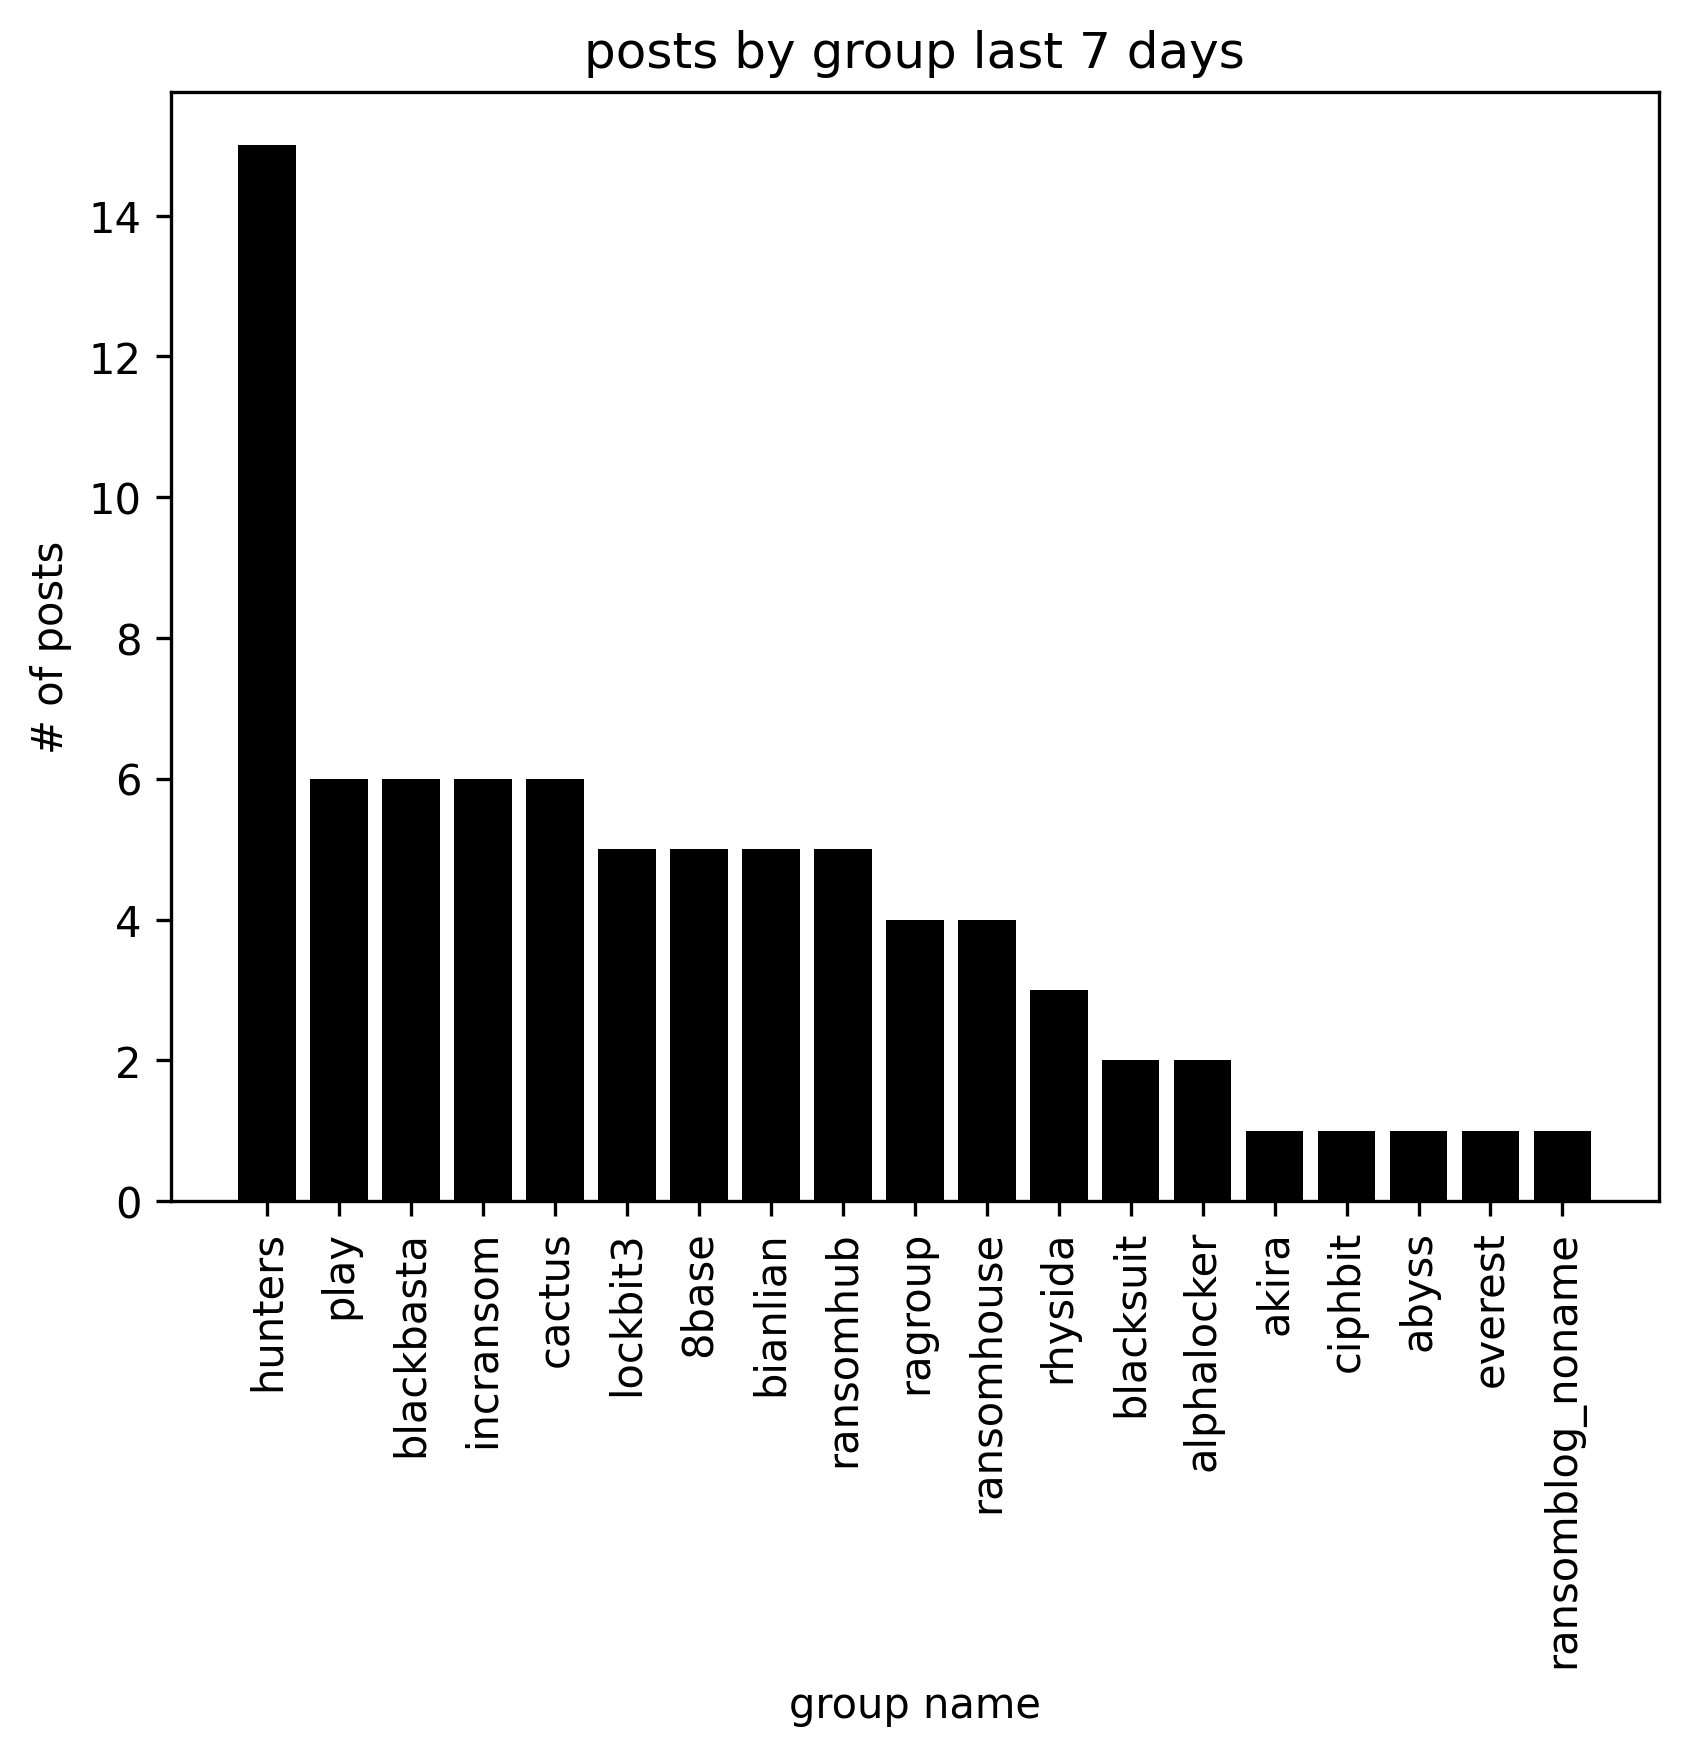 posts by group last 7 days
# of posts
14
12
10
8
6
4
2
0
hunters
play
blackbasta
incransom
cactus
lockbit3
8base
bianlian
ransomhub
ragroup
ransomhouse
rhysida
blacksuit
alphalocker
akira
ciphbit
abyss
everest
ransomblog_noname
group name